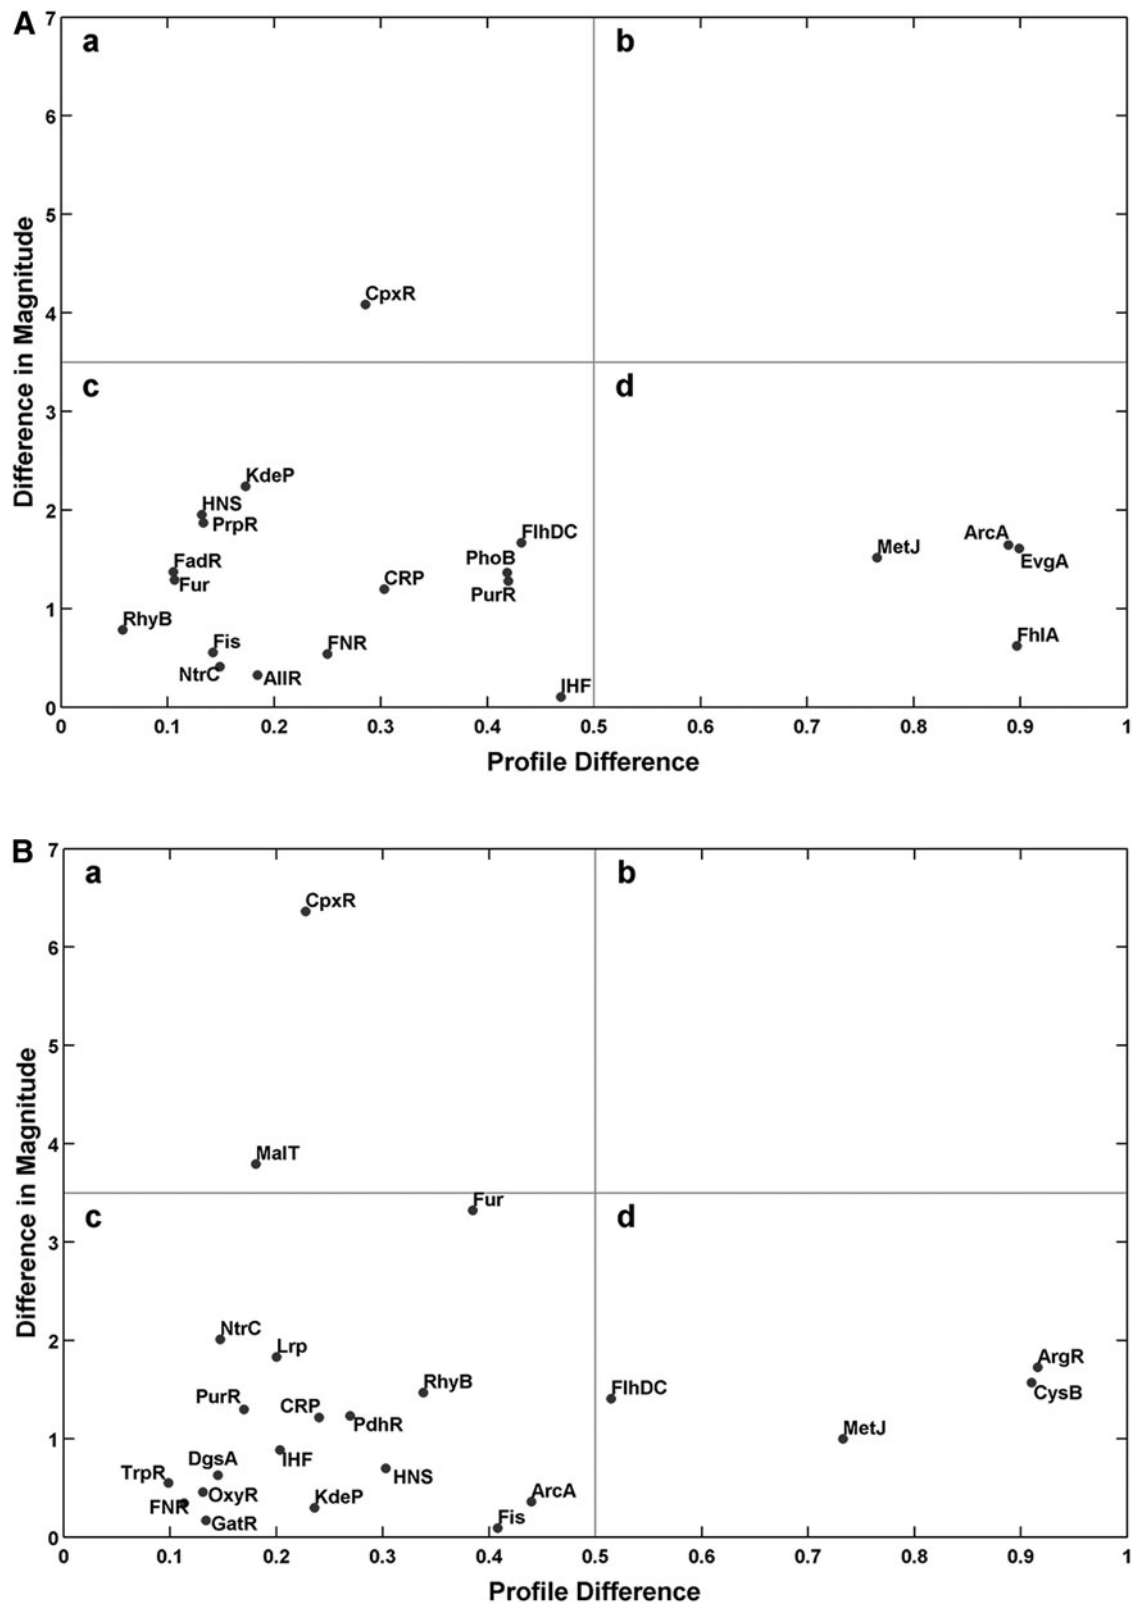 A
7
a
b
6
5
CpxR
4
Difference in Magnitude
c
d
3
KdeP
2
HNS
PrpR
FlhDC
ArcA
MetJ
EvgA
FadR
PhoB
Fur
CRP
PurR
1
RhyB
FhlA
Fis
FNR
NtrC
AllR
IHF
0
0 0.1 0.2 0.3 0.4 0.5 0.6 0.7 0.8 0.9 1
Profile Difference
B
7
a
b
CpxR
6
5
4
MalT
Difference in Magnitude
Fur
c
d
3
2
NtrC
Lrp
ArgR
RhyB
FlhDC
CysB
PurR
CRP
PdhR
MetJ
1
IHF
DgsA
TrpR
HNS
OxyR
KdeP
ArcA
FNR
GatR
Fis
0
0 0.1 0.2 0.3 0.4 0.5 0.6 0.7 0.8 0.9 1
Profile Difference